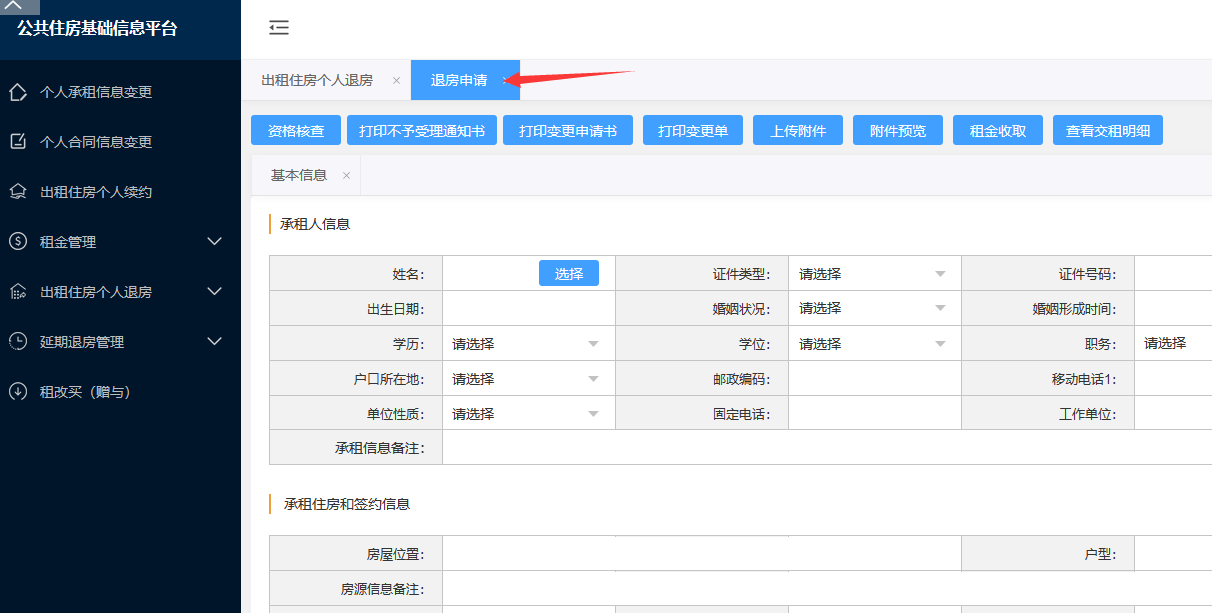 公共住房基础信息平台
个人承租信息变更
个人合同信息变更
出租住房个人续约
租金管理
出租住房个人退房
延期退房管理
租改买（赠与）
出租住房个人退房 × 退房申请 ×
资格核查 打印不予受理通知书 打印变更申请书 打印变更单 上传附件 附件预览 租金收取 查看交租明细
基本信息 ×
承租人信息
姓名: 选择 证件类型: 请选择 证件号码:
出生日期: 婚姻状况: 请选择 婚姻形成时间:
学历: 请选择 学位: 请选择 职务: 请选择
户口所在地: 请选择 邮政编码: 移动电话1:
单位性质: 请选择 固定电话: 工作单位:
承租信息备注:
承租住房和签约信息
房屋位置: 户型:
房源信息备注: